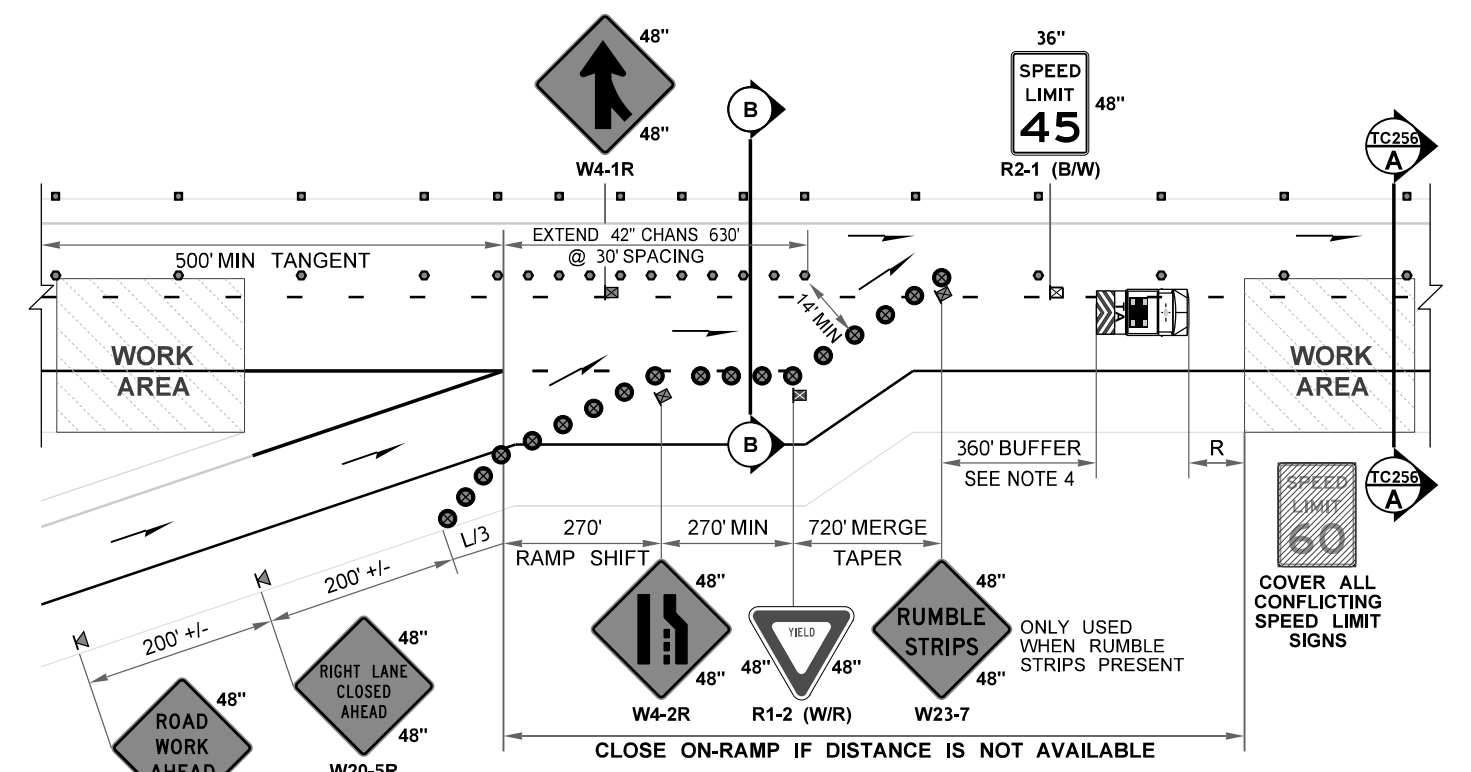 48"
48"
W4-1R
B
36"
SPEED
LIMIT
45
48"
R2-1 (B/W)
TC256
A
500' MIN TANGENT
EXTEND 42" CHANS 630'
@ 30' SPACING
14' MIN
WORK
AREA
WORK
AREA
B
360' BUFFER
SEE NOTE 4
R
TC256
A
SPEED
LIMIT
60
COVER ALL
CONFLICTING
SPEED LIMIT
SIGNS
L/3
270'
RAMP SHIFT
270' MIN
720' MERGE
TAPER
200' +/-
200' +/-
48"
48"
W4-2R
YIELD
48"
48"
R1-2 (W/R)
RUMBLE
STRIPS
48"
48"
W23-7
ONLY USED
WHEN RUMBLE
STRIPS PRESENT
RIGHT LANE
CLOSED
AHEAD
48"
48"
W20-5R
ROAD
WORK
AHEAD
48"
CLOSE ON-RAMP IF DISTANCE IS NOT AVAILABLE